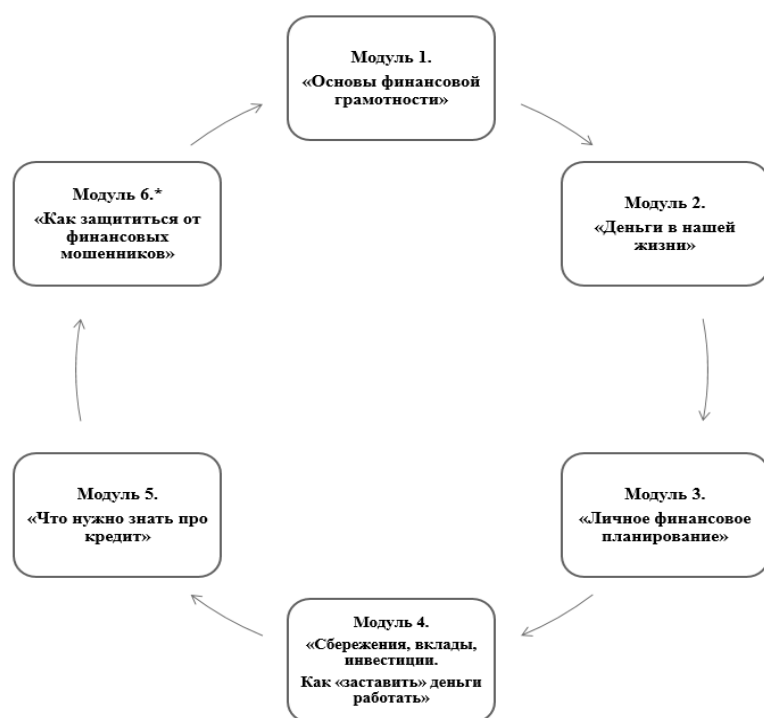 Модуль 1.
«Основы финансовой
грамотности»
Модуль 2.
«Деньги в нашей
жизни»
Модуль 3.
«Личное финансовое
планирование»
Модуль 4.
«Сбережения, вклады,
инвестиции.
Как «заставить» деньги
работать»
Модуль 5.
«Что нужно знать про
кредит»
Модуль 6.*
«Как защититься от
финансовых
мошенников»